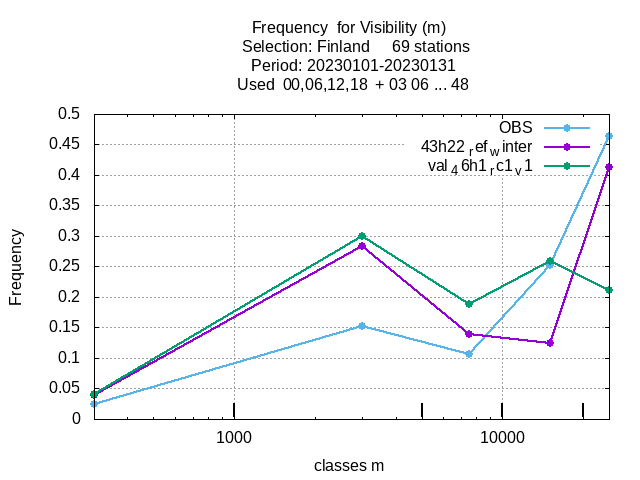 Frequency for Visibility (m)
Selection: Finland 69 stations
Period: 20230101-20230131
Used 00,06,12,18 + 03 06 ... 48
0.5
0.45
0.4
0.35
0.3
0.25
0.2
0.15
0.1
0.05
0
Frequency
OBS
43h22_ref_winter
val_46h1_rc1_v1
1000 10000
classes m